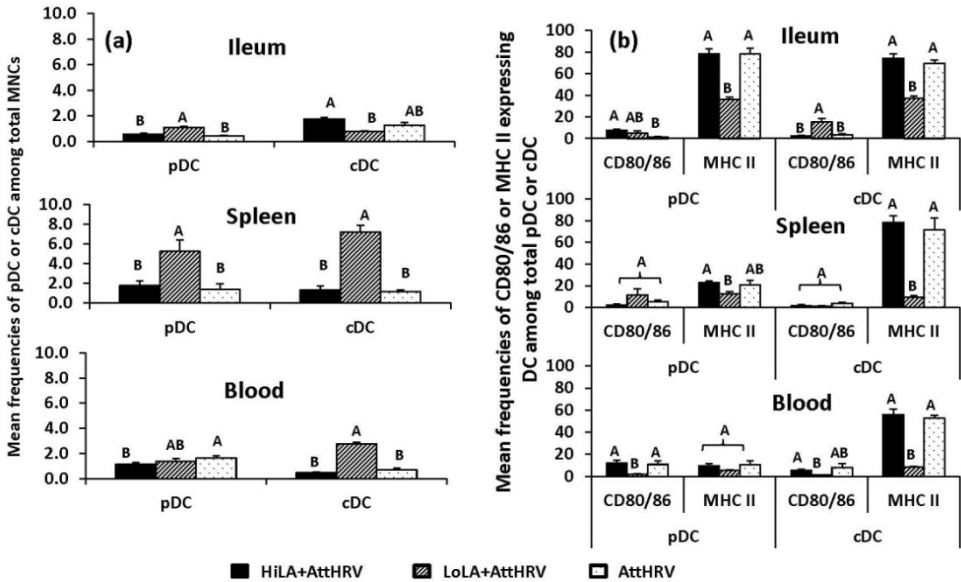 Mean frequencies of pDC or cDC among total MNCs
(a)
Ileum
10.0
8.0
6.0
4.0
2.0
0.0
B A B A B AB
pDC cDC
Spleen
10.0
8.0
6.0
4.0
2.0
0.0
B A B B A B
pDC cDC
Blood
10.0
8.0
6.0
4.0
2.0
0.0
B AB A B A B
pDC cDC
Mean frequencies of CD80/86 or MHC II expressing
DC among total pDC or cDC
(b)
Ileum
100
80
60
40
20
0
A AB B A B A B A B A B A
CD80/86 MHC II CD80/86 MHC II
pDC cDC
Spleen
100
80
60
40
20
0
A A B AB A A B A
CD80/86 MHC II CD80/86 MHC II
pDC cDC
Blood
100
80
60
40
20
0
A B A A A B AB A B A
CD80/86 MHC II CD80/86 MHC II
pDC cDC
HiLA+AttHRV LoLA+AttHRV AttHRV